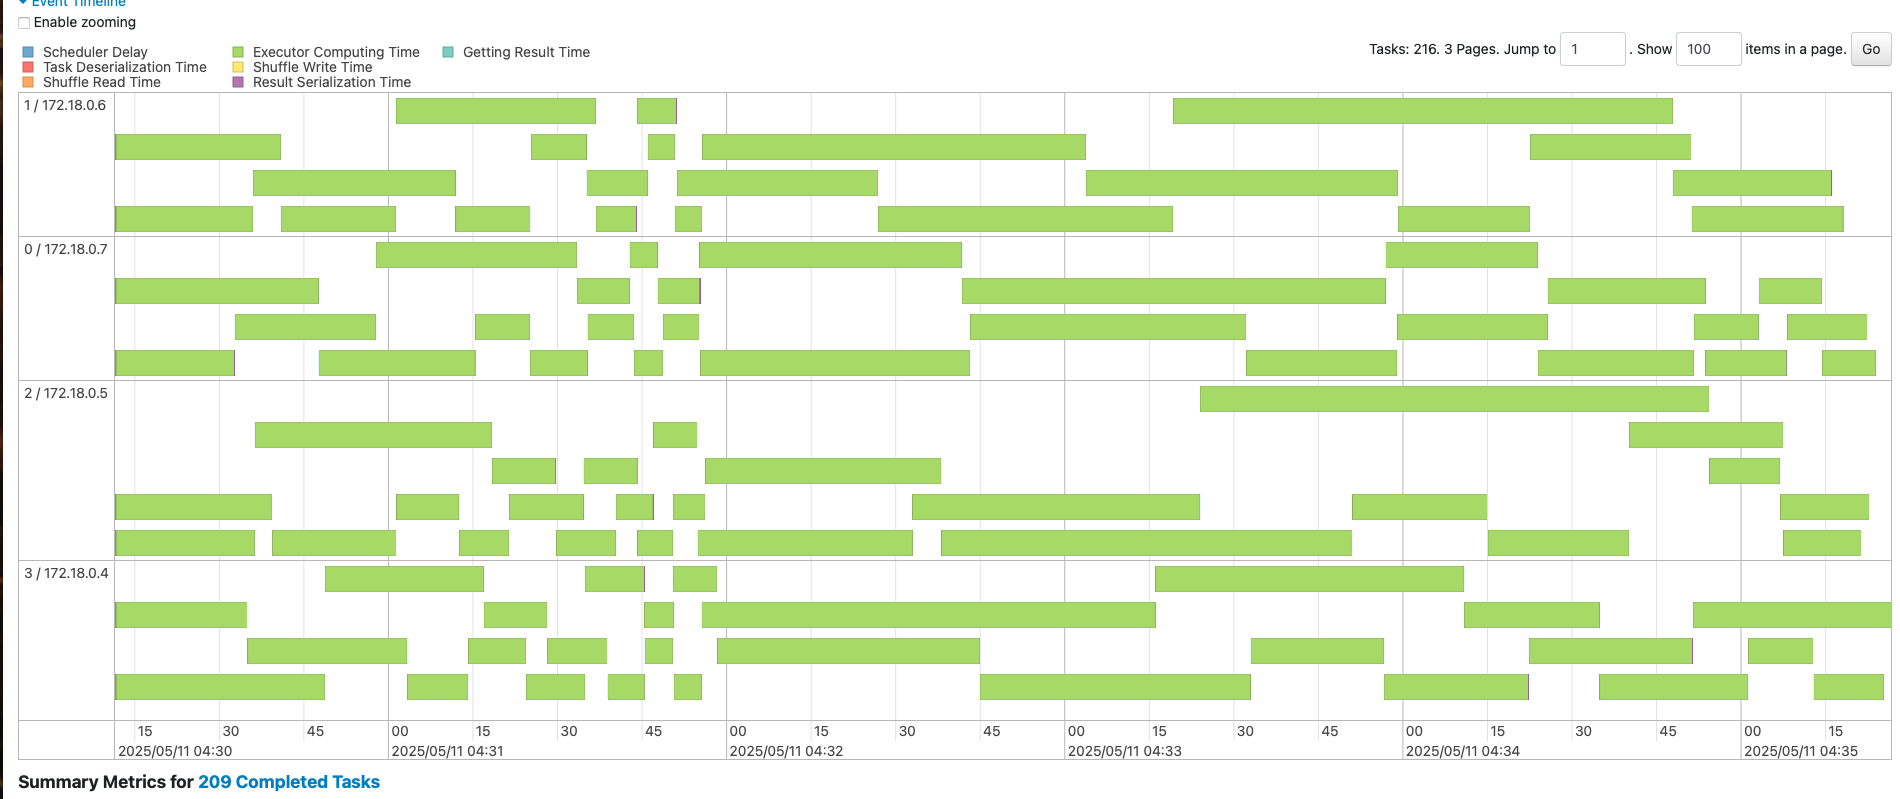 Event Timeline
Enable zooming
Scheduler Delay
Executor Computing Time
Getting Result Time
Task Deserialization Time
Shuffle Write Time
Shuffle Read Time
Result Serialization Time
Tasks: 216. 3 Pages. Jump to 1 . Show 100 items in a page. Go
1 / 172.18.0.6
0 / 172.18.0.7
2 / 172.18.0.5
3 / 172.18.0.4
15 30 45 00 15 30 45 00 15 30 45 00 15 30 45 00 15 30 45 00 15
2025/05/11 04:30 2025/05/11 04:31 2025/05/11 04:32 2025/05/11 04:33 2025/05/11 04:34 2025/05/11 04:35
Summary Metrics for 209 Completed Tasks